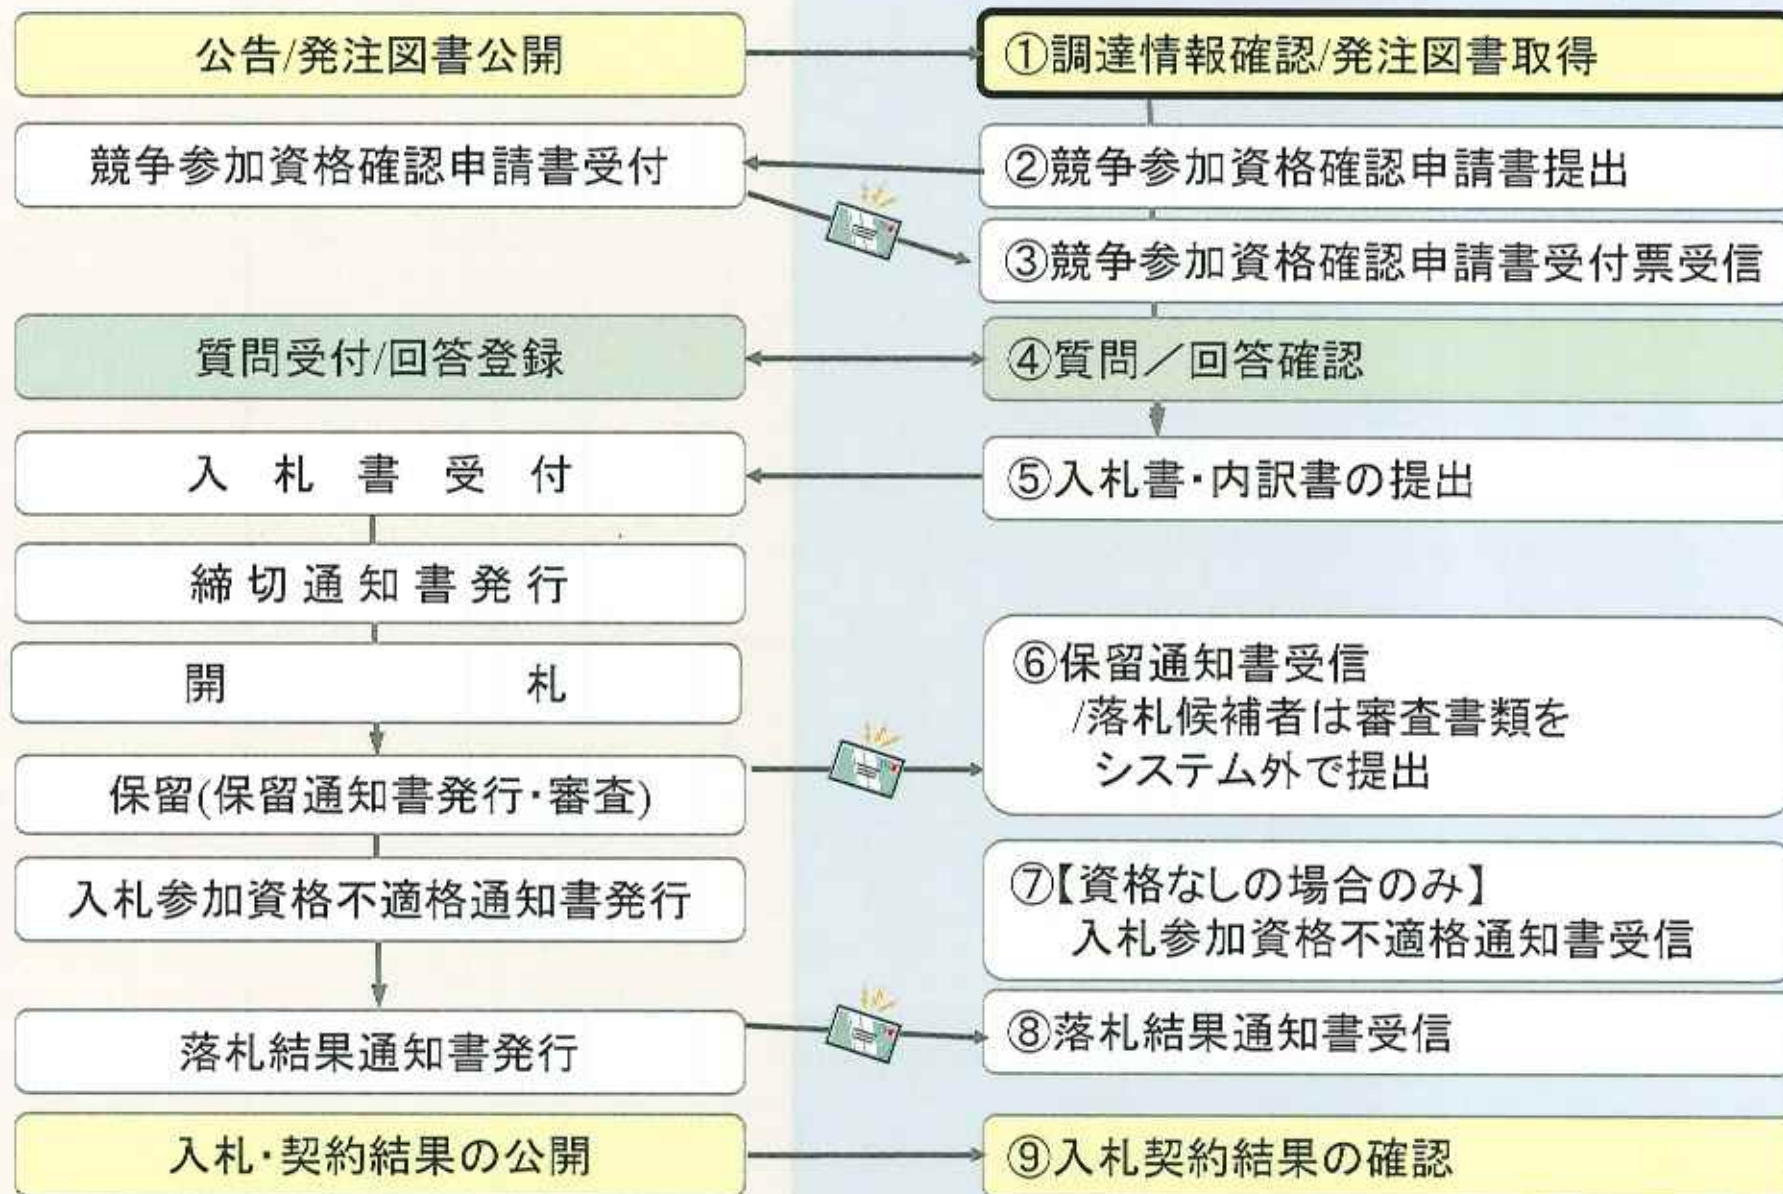 公告/発注図書公開
①調達情報確認/発注図書取得
競争参加資格確認申請書受付
②競争参加資格確認申請書提出
③競争参加資格確認申請書受付票受信
質問受付/回答登録
④質問／回答確認
入札書受付
⑤入札書・内訳書の提出
締切通知書発行
開札
⑥保留通知書受信
/落札候補者は審査書類を
システム外で提出
保留(保留通知書発行・審査)
入札参加資格不適格通知書発行
⑦【資格なしの場合のみ】
入札参加資格不適格通知書受信
落札結果通知書発行
⑧落札結果通知書受信
入札・契約結果の公開
⑨入札契約結果の確認